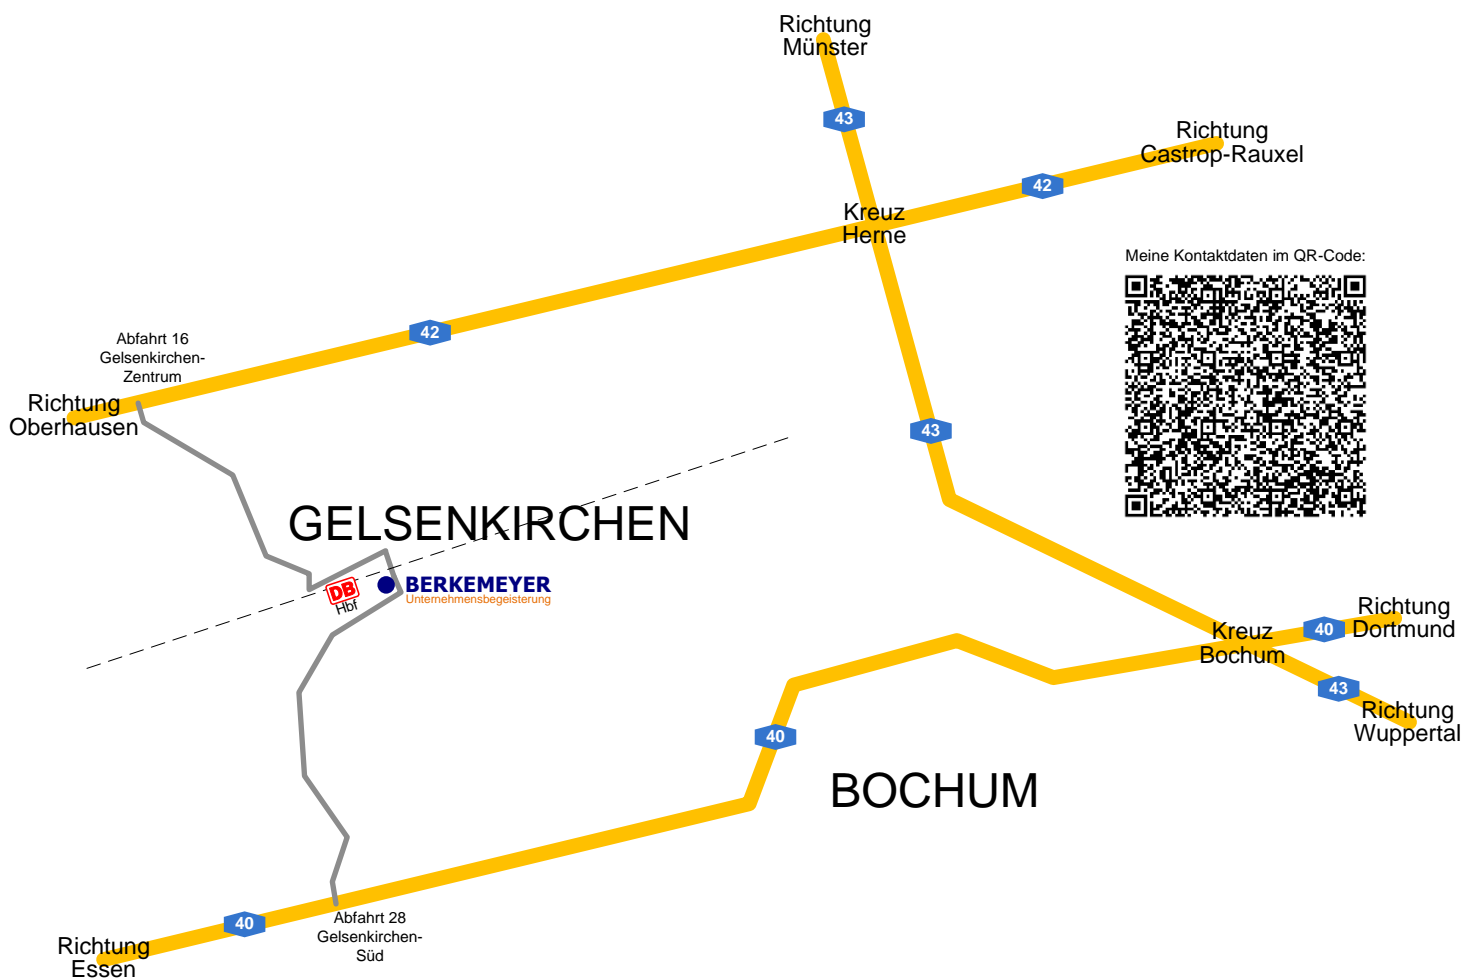 Richtung
Münster
43
Richtung
Castrop-Rauxel
42
Kreuz
Herne
Meine Kontaktdaten im QR-Code:
42
Abfahrt 16
Gelsenkirchen-
Zentrum
Richtung
Oberhausen
43
GELSENKIRCHEN
DB
Hbf
BERKEMEYER
Unternehmensbegeisterung
Richtung
Dortmund
40
Kreuz
Bochum
43
Richtung
Wuppertal
40
BOCHUM
40
Abfahrt 28
Gelsenkirchen-
Süd
Richtung
Essen